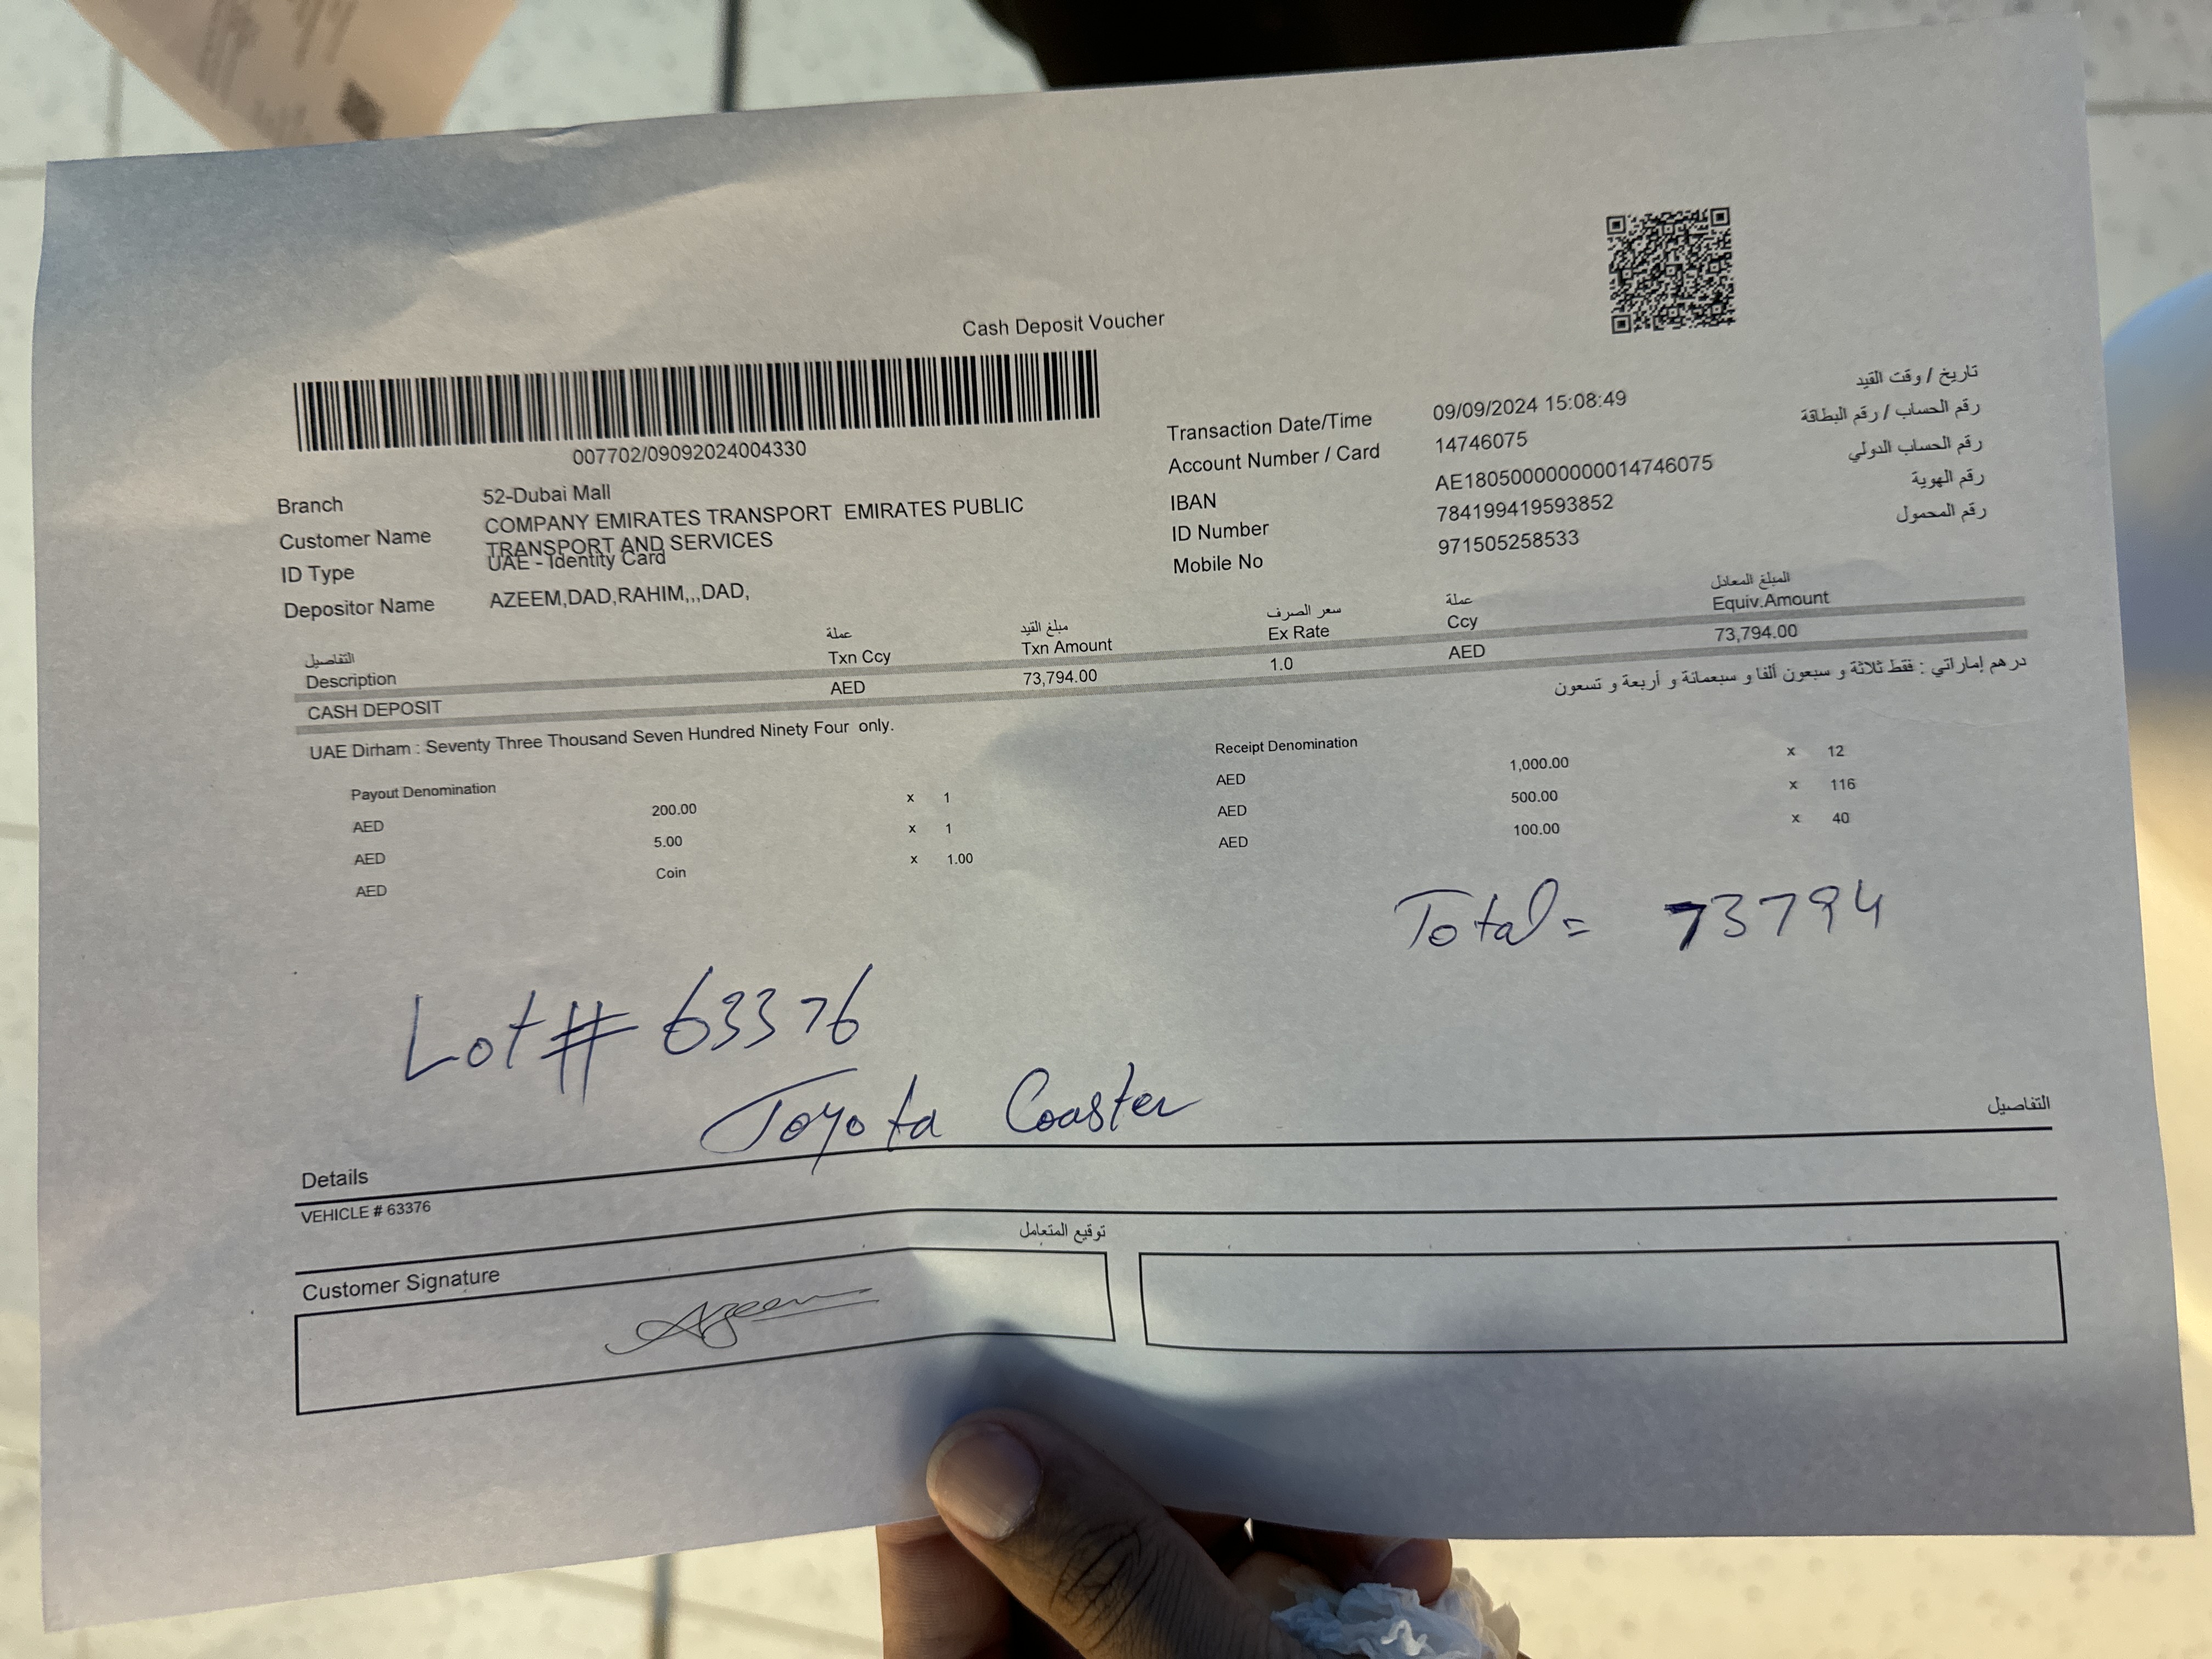 Cash Deposit Voucher
007702/09092024004330
Transaction Date/Time 09/09/2024 15:08:49 تاريخ / وقت القيد
Account Number / Card 14746075 رقم الحساب / رقم البطاقة
IBAN AE180500000000014746075 رقم الحساب الدولي
ID Number 784199419593852 رقم الهوية
Mobile No 971505258533 رقم المحمول
Branch 52-Dubai Mall
Customer Name COMPANY EMIRATES TRANSPORT EMIRATES PUBLIC
TRANSPORT AND SERVICES
ID Type UAE - Identity Card
Depositor Name AZEEM,DAD,RAHIM,,,DAD,
التفاصيل عملة مبلغ القيد سعر الصرف عملة المبلغ المعادل
Description Txn Ccy Txn Amount Ex Rate Ccy Equiv.Amount
CASH DEPOSIT AED 73,794.00 1.0 AED 73,794.00
UAE Dirham : Seventy Three Thousand Seven Hundred Ninety Four only.
درهم إماراتي : فقط ثلاثة و سبعون ألفا و سبعمائة و أربعة و تسعون
Payout Denomination
AED 200.00 x 1
AED 5.00 x 1
AED Coin x 1.00
Receipt Denomination
AED 1,000.00 x 12
AED 500.00 x 116
AED 100.00 x 40
Total = 73794
Lot # 63376
Toyota Coaster
Details التفاصيل
VEHICLE # 63376
Customer Signature توقيع المتعامل
Azeem